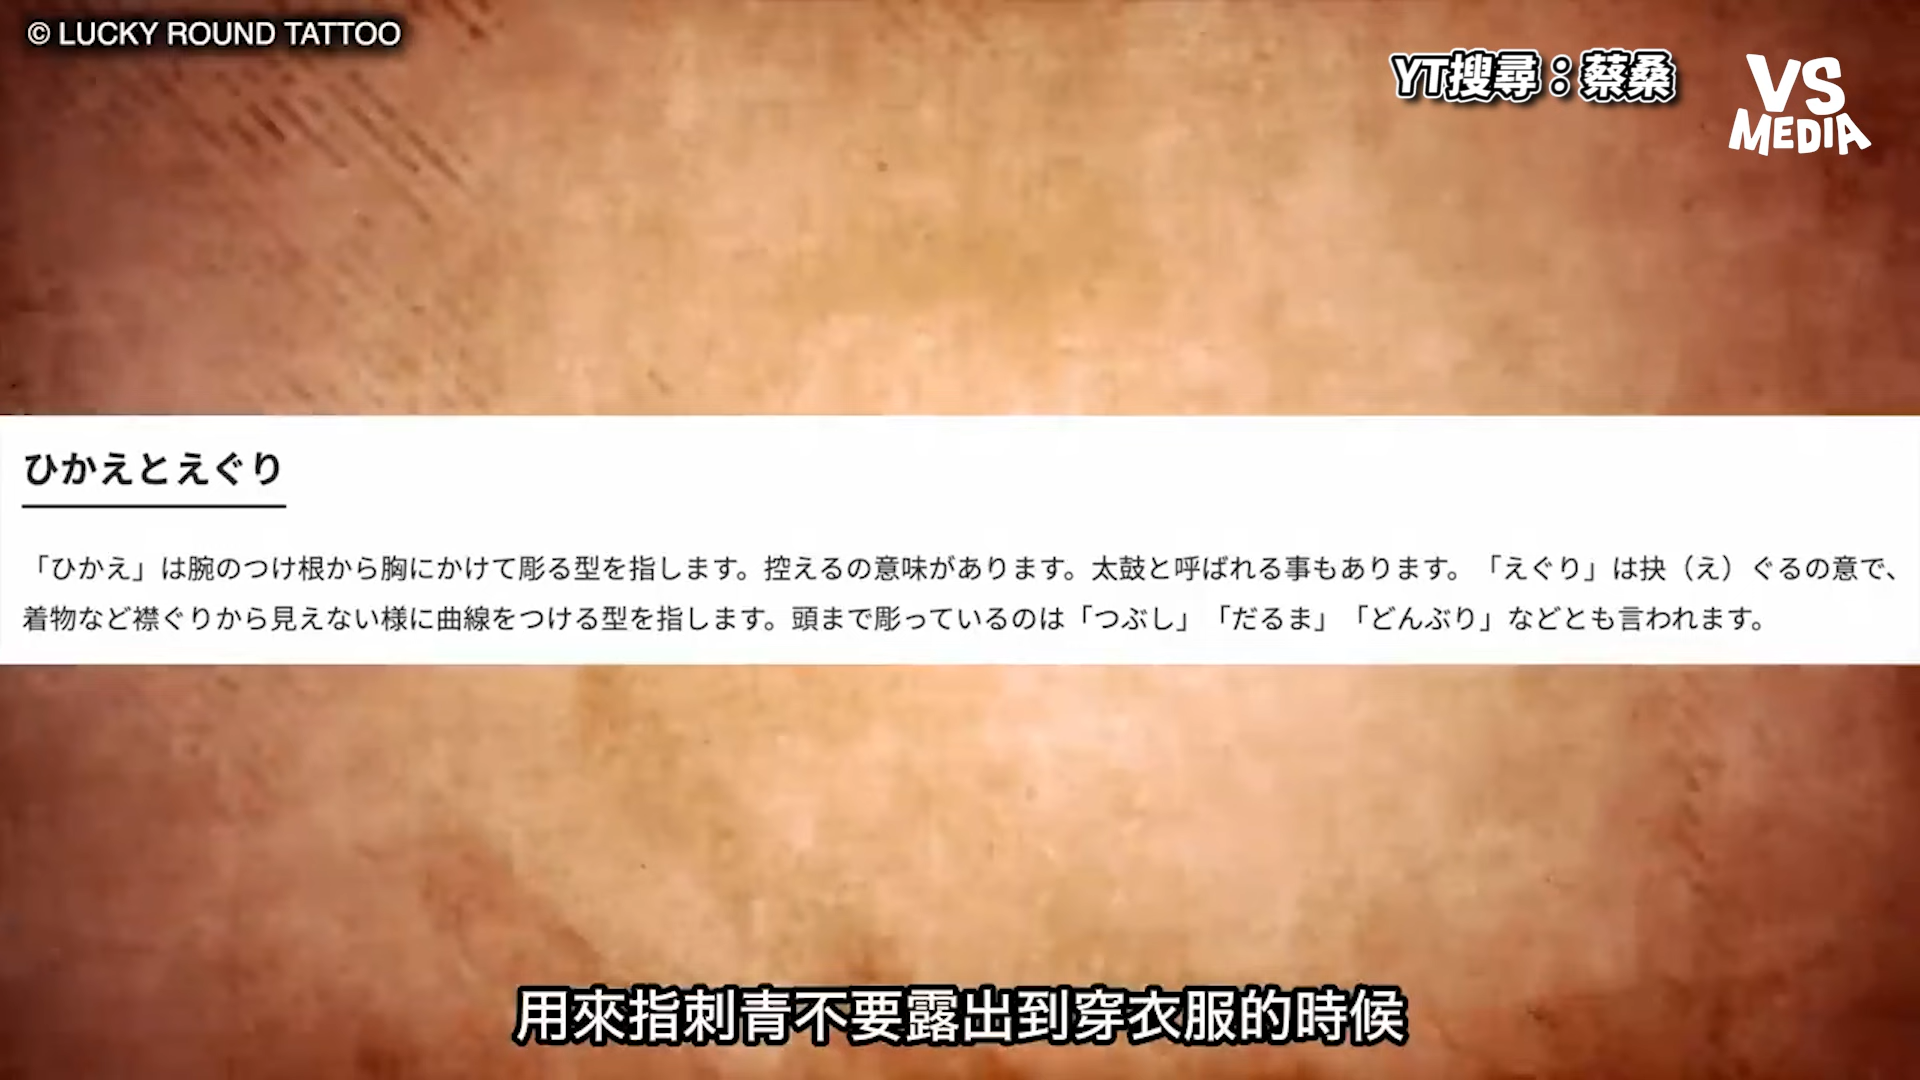 © LUCKY ROUND TATTOO
YT搜尋：蔡桑
VS
MEDIA
ひかえとえぐり
「ひかえ」は腕のつけ根から胸にかけて彫る型を指します。控えるの意味があります。太鼓と呼ばれる事もあります。「えぐり」は抉（え）ぐるの意で、
着物など襟ぐりから見えない様に曲線をつける型を指します。頭まで彫っているのは「つぶし」「だるま」「どんぶり」などとも言われます。
用來指刺青不要露出到穿衣服的時候